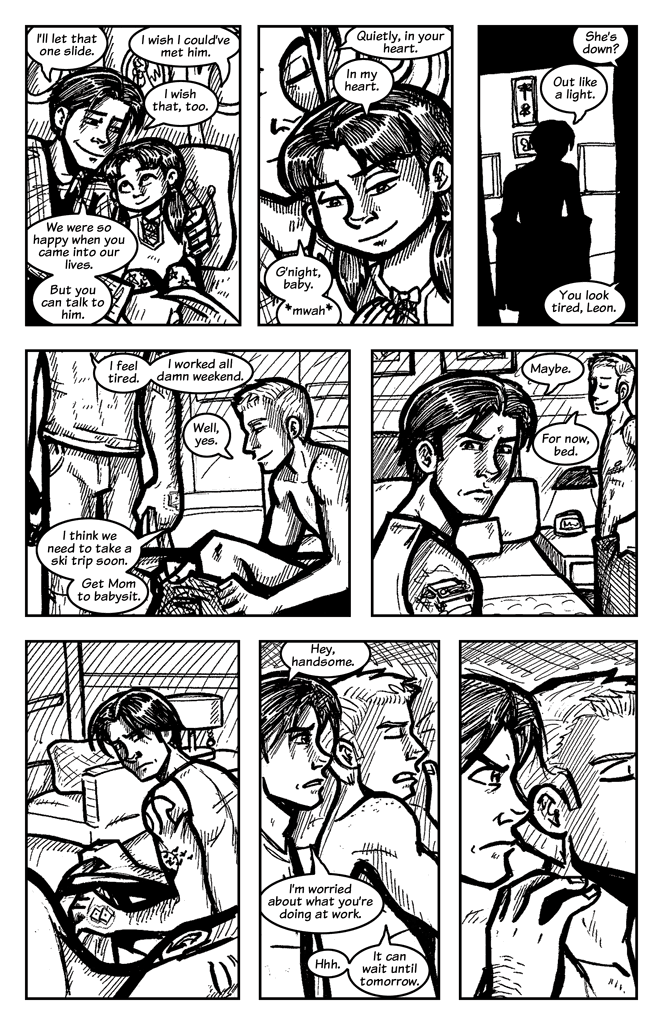 I'll let that
one slide.
I wish I could've
met him.
I wish
that, too.
We were so
happy when you
came into our
lives.
But you
can talk to
him.
Quietly, in your
heart.
In my
heart.
G'night,
baby.
*mwah*
She's
down?
Out like
a light.
You look
tired, Leon.
I feel
tired.
I worked all
damn weekend.
Well,
yes.
I think we
need to take a
ski trip soon.
Get Mom
to babysit.
Maybe.
For now,
bed.
Hey,
handsome.
I'm worried
about what you're
doing at work.
Hhh.
It can
wait until
tomorrow.